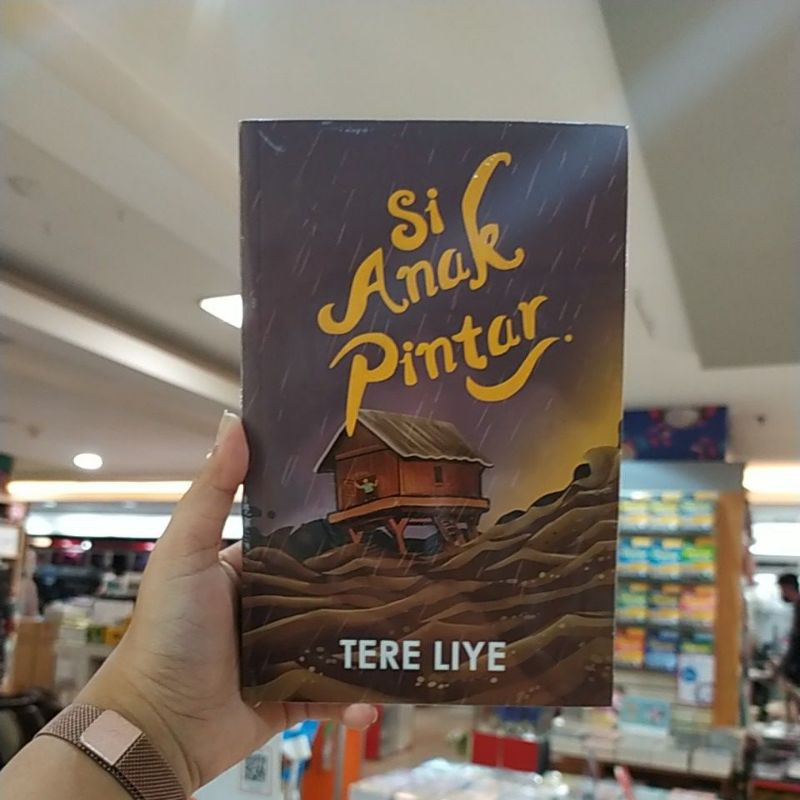 Si
Anak
Pintar
TERE LIYE